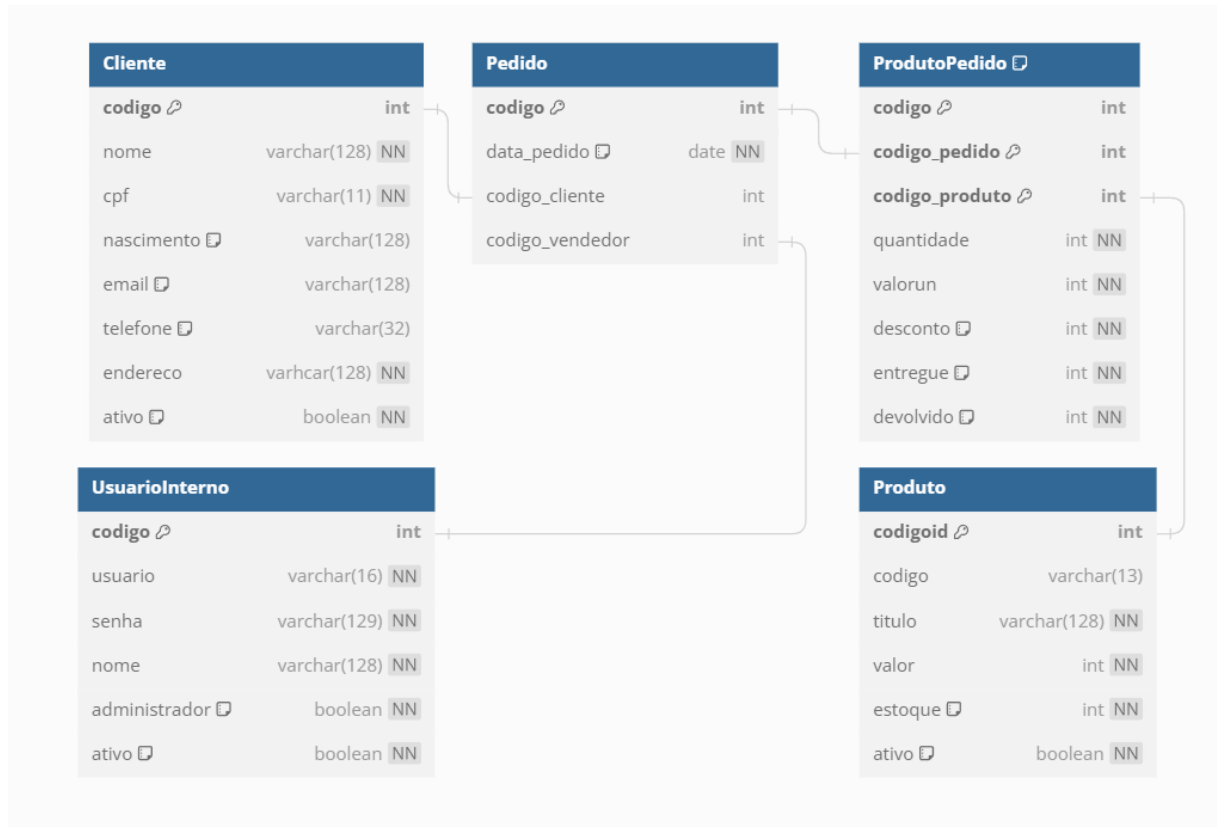 Cliente
codigo int
nome varchar(128) NN
cpf varchar(11) NN
nascimento varchar(128)
email varchar(128)
telefone varchar(32)
endereco varhcar(128) NN
ativo boolean NN
Pedido
codigo int
data_pedido date NN
codigo_cliente int
codigo_vendedor int
ProdutoPedido
codigo int
codigo_pedido int
codigo_produto int
quantidade int NN
valorun int NN
desconto int NN
entregue int NN
devolvido int NN
UsuarioInterno
codigo int
usuario varchar(16) NN
senha varchar(129) NN
nome varchar(128) NN
administrador boolean NN
ativo boolean NN
Produto
codigoid int
codigo varchar(13)
titulo varchar(128) NN
valor int NN
estoque int NN
ativo boolean NN